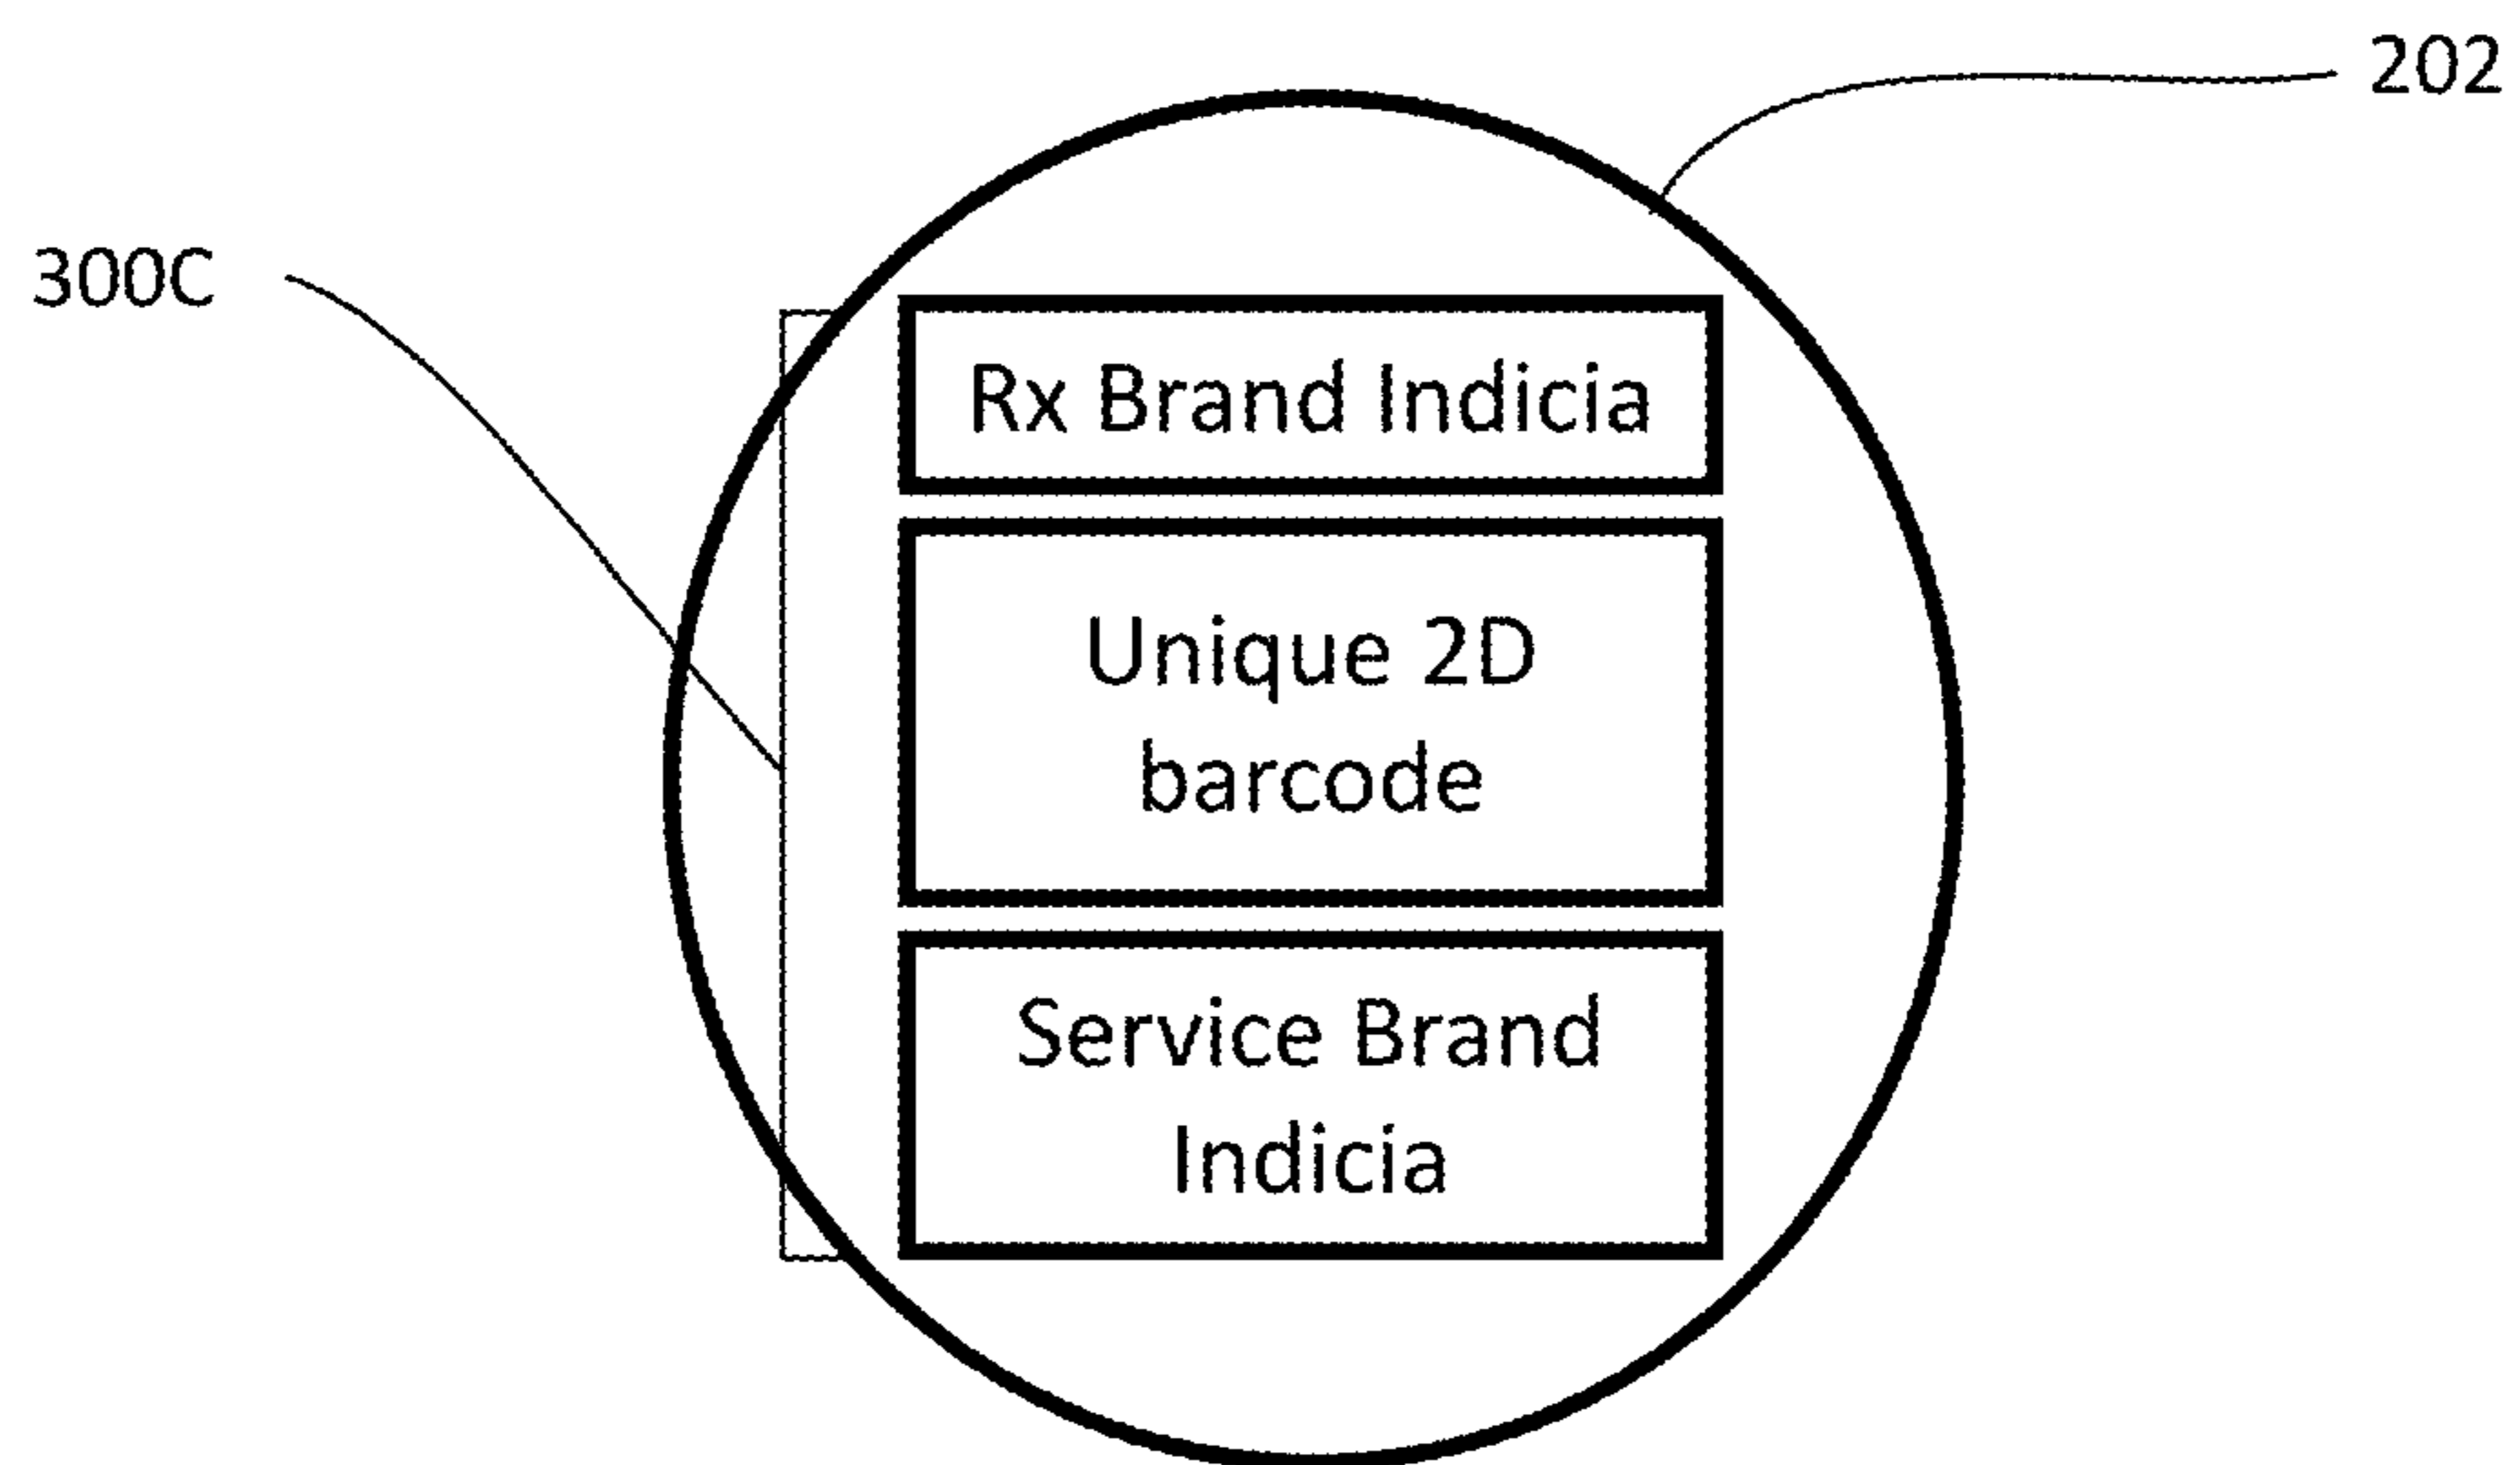 202
300C
Rx Brand Indicia
Unique 2D
barcode
Service Brand
Indicia